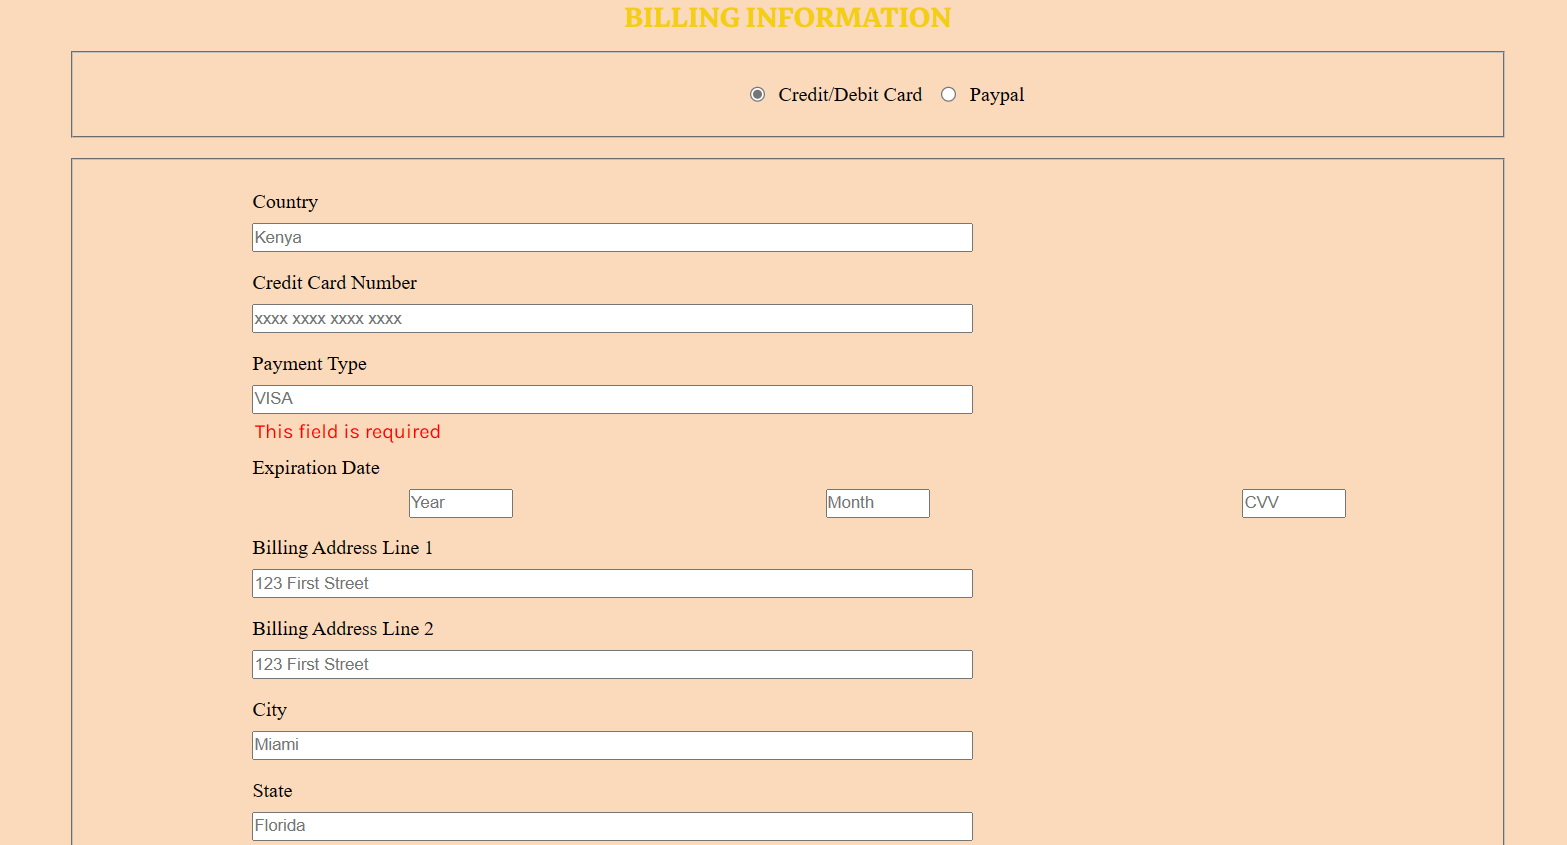 BILLING INFORMATION
Credit/Debit Card Paypal
Country
Kenya
Credit Card Number
xxxx xxxx xxxx xxxx
Payment Type
VISA
This field is required
Expiration Date
Year Month CVV
Billing Address Line 1
123 First Street
Billing Address Line 2
123 First Street
City
Miami
State
Florida